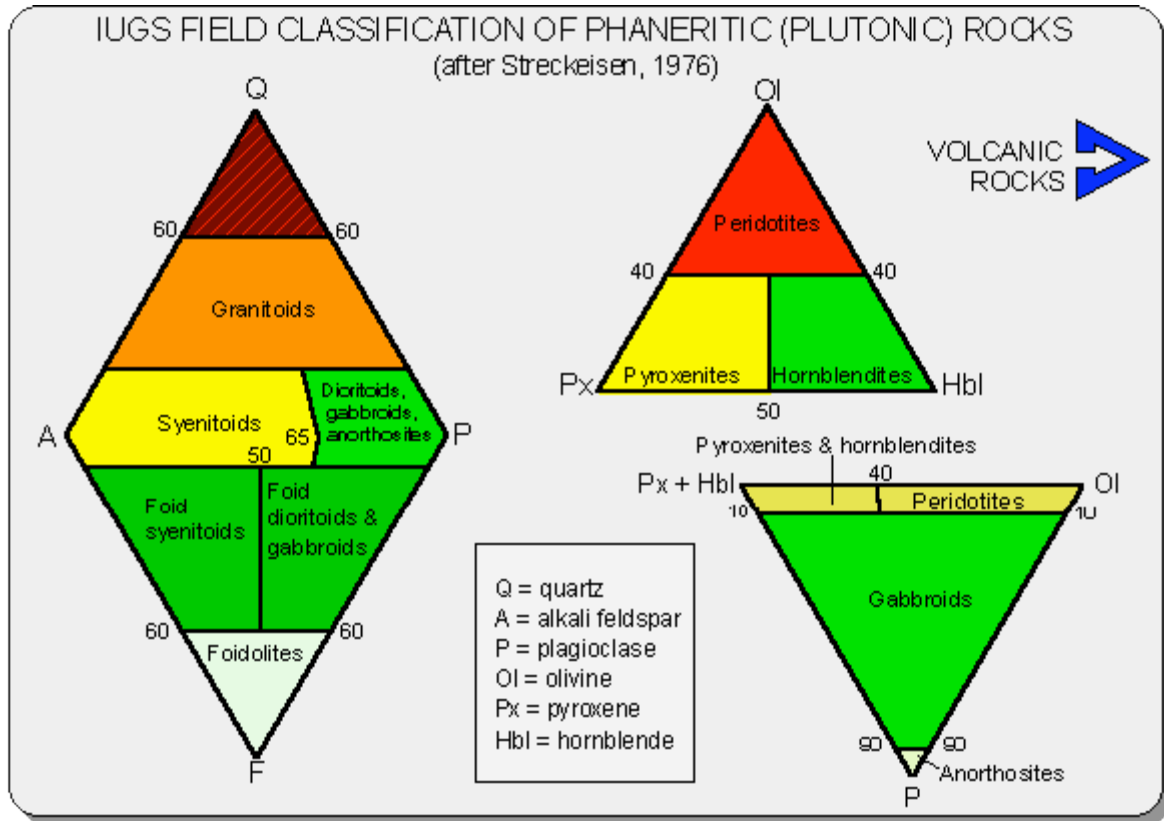 IUGS FIELD CLASSIFICATION OF PHANERITIC (PLUTONIC) ROCKS
(after Streckeisen, 1976)
Q
60
60
Granitoids
Syenitoids
65
Dioritoids,
gabbroids,
anorthosites
A
P
50
Foid
syenitoids
Foid
dioritoids &
gabbroids
60
60
Foidolites
F
Ol
Peridotites
40
40
Px
Pyroxenites
Hornblendites
Hbl
50
VOLCANIC
ROCKS
Pyroxenites & hornblendites
Px + Hbl
40
Ol
Peridotites
10
10
Gabbroids
90
90
Anorthosites
P
Q = quartz
A = alkali feldspar
P = plagioclase
Ol = olivine
Px = pyroxene
Hbl = hornblende